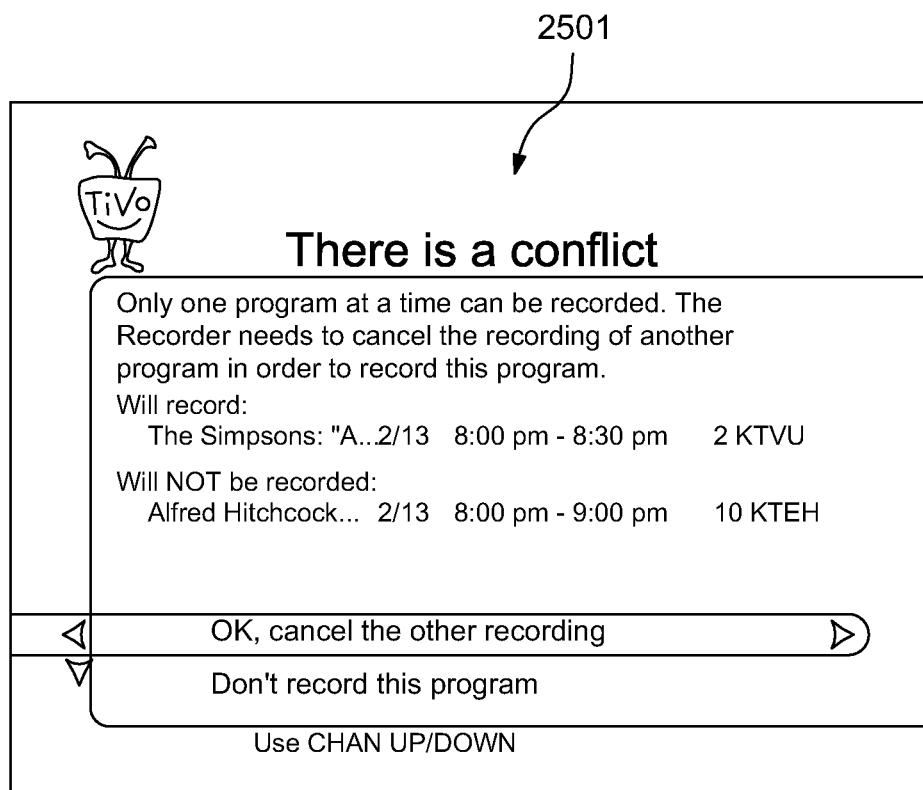 2501
TiVo
There is a conflict
Only one program at a time can be recorded. The
Recorder needs to cancel the recording of another
program in order to record this program.
Will record:
The Simpsons: "A...2/13 8:00 pm - 8:30 pm 2 KTVU
Will NOT be recorded:
Alfred Hitchcock... 2/13 8:00 pm - 9:00 pm 10 KTEH
OK, cancel the other recording
Don't record this program
Use CHAN UP/DOWN